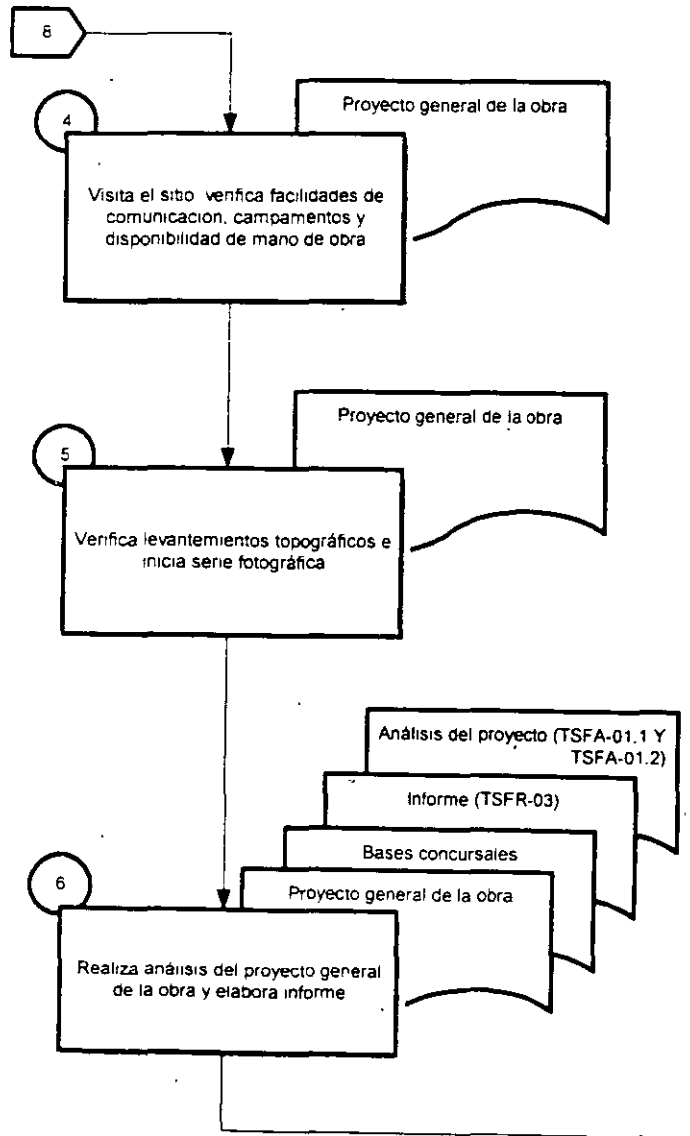 8
4
Proyecto general de la obra
Visita el sitio verifica facilidades de
comunicación, campamentos y
disponibilidad de mano de obra
5
Proyecto general de la obra
Verifica levantemientos topográficos e
inicia serie fotográfica
6
Análisis del proyecto (TSFA-01.1 Y
TSFA-01.2)
Informe (TSFR-03)
Bases concursales
Proyecto general de la obra
Realiza análisis del proyecto general
de la obra y elabora informe